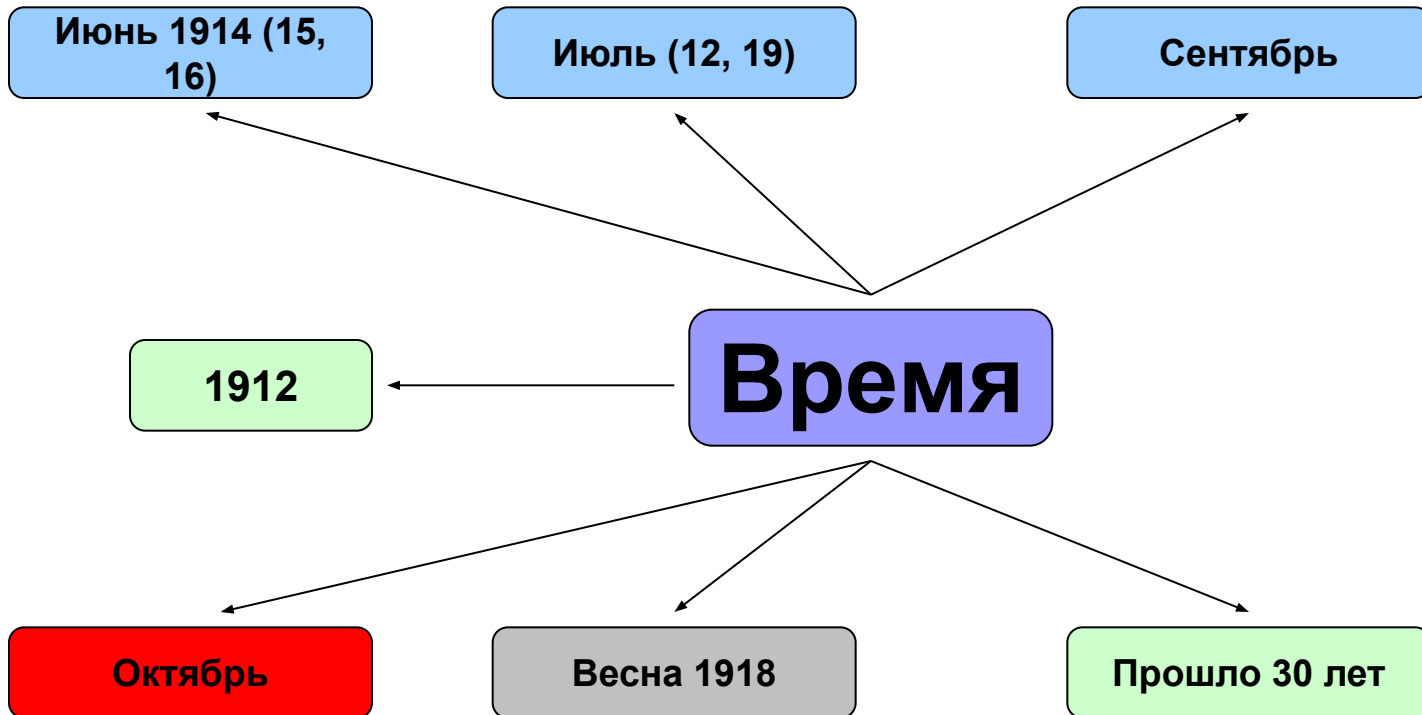 Июнь 1914 (15,
16)
Июль (12, 19)
Сентябрь
1912
Время
Октябрь
Весна 1918
Прошло 30 лет